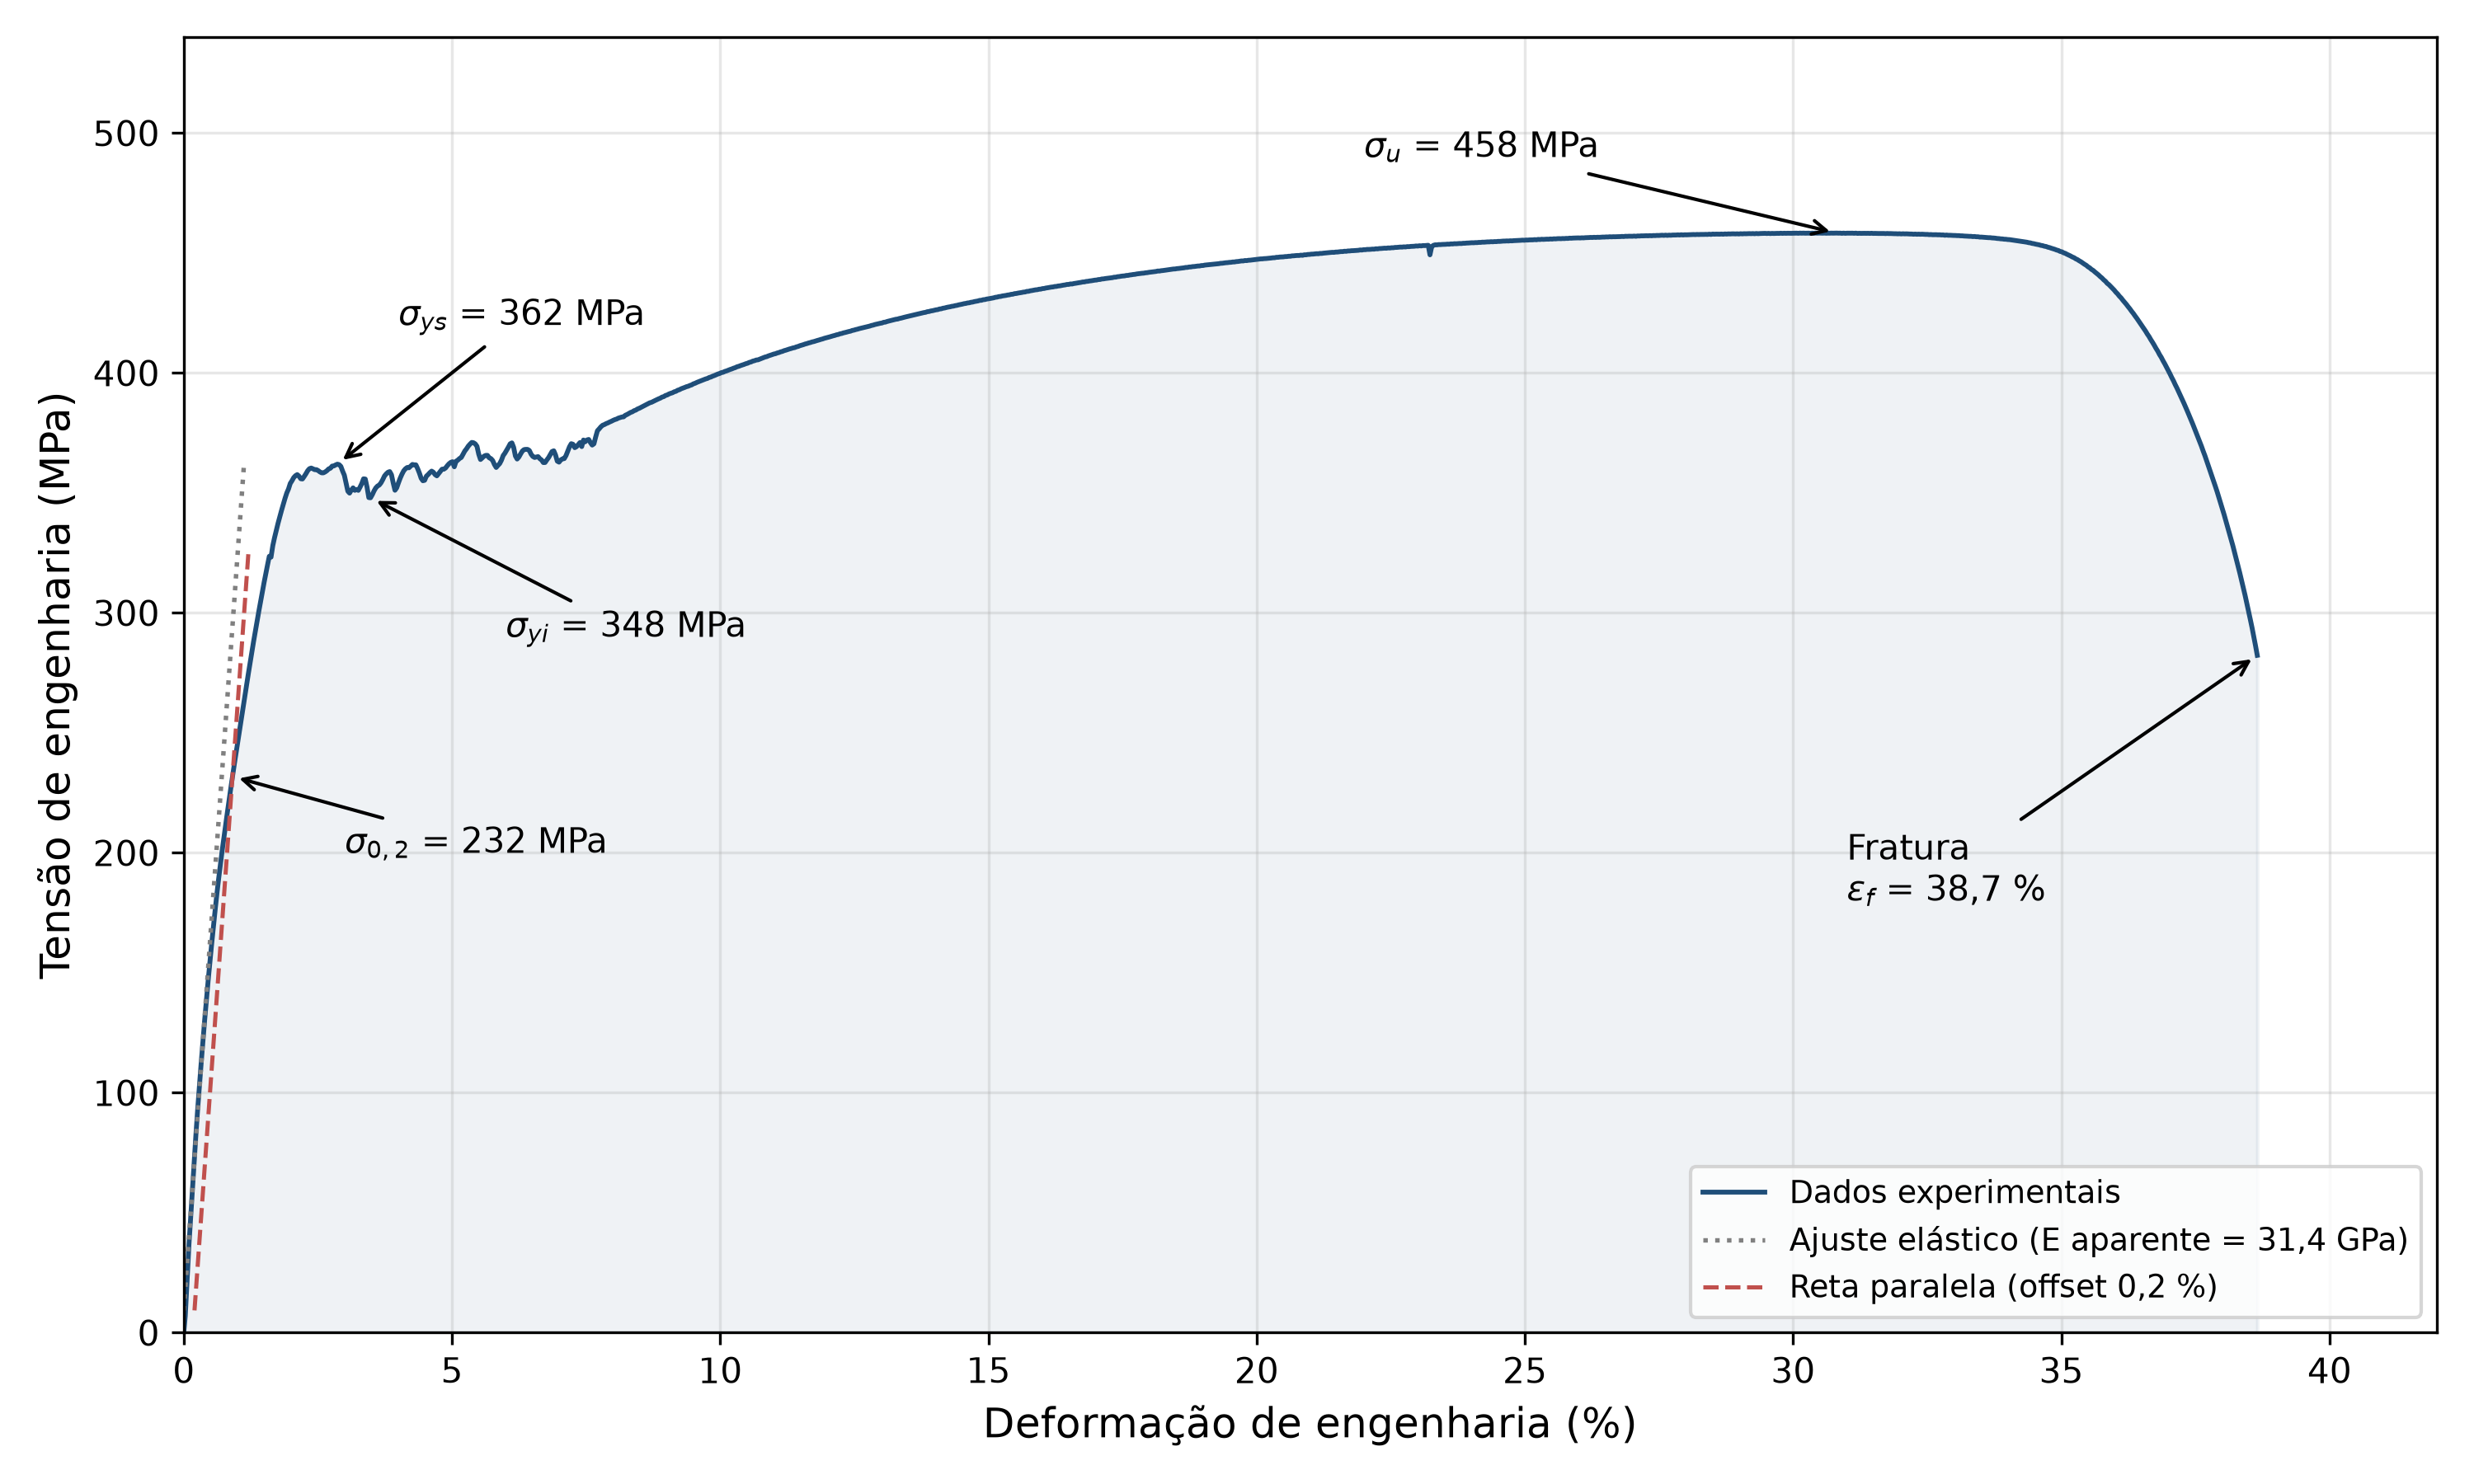 500
400
300
200
100
0
Tensão de engenharia (MPa)
σu = 458 MPa
σys = 362 MPa
σyi = 348 MPa
σ0,2 = 232 MPa
Fratura
εf = 38,7 %
Dados experimentais
Ajuste elástico (E aparente = 31,4 GPa)
Reta paralela (offset 0,2 %)
0 5 10 15 20 25 30 35 40
Deformação de engenharia (%)